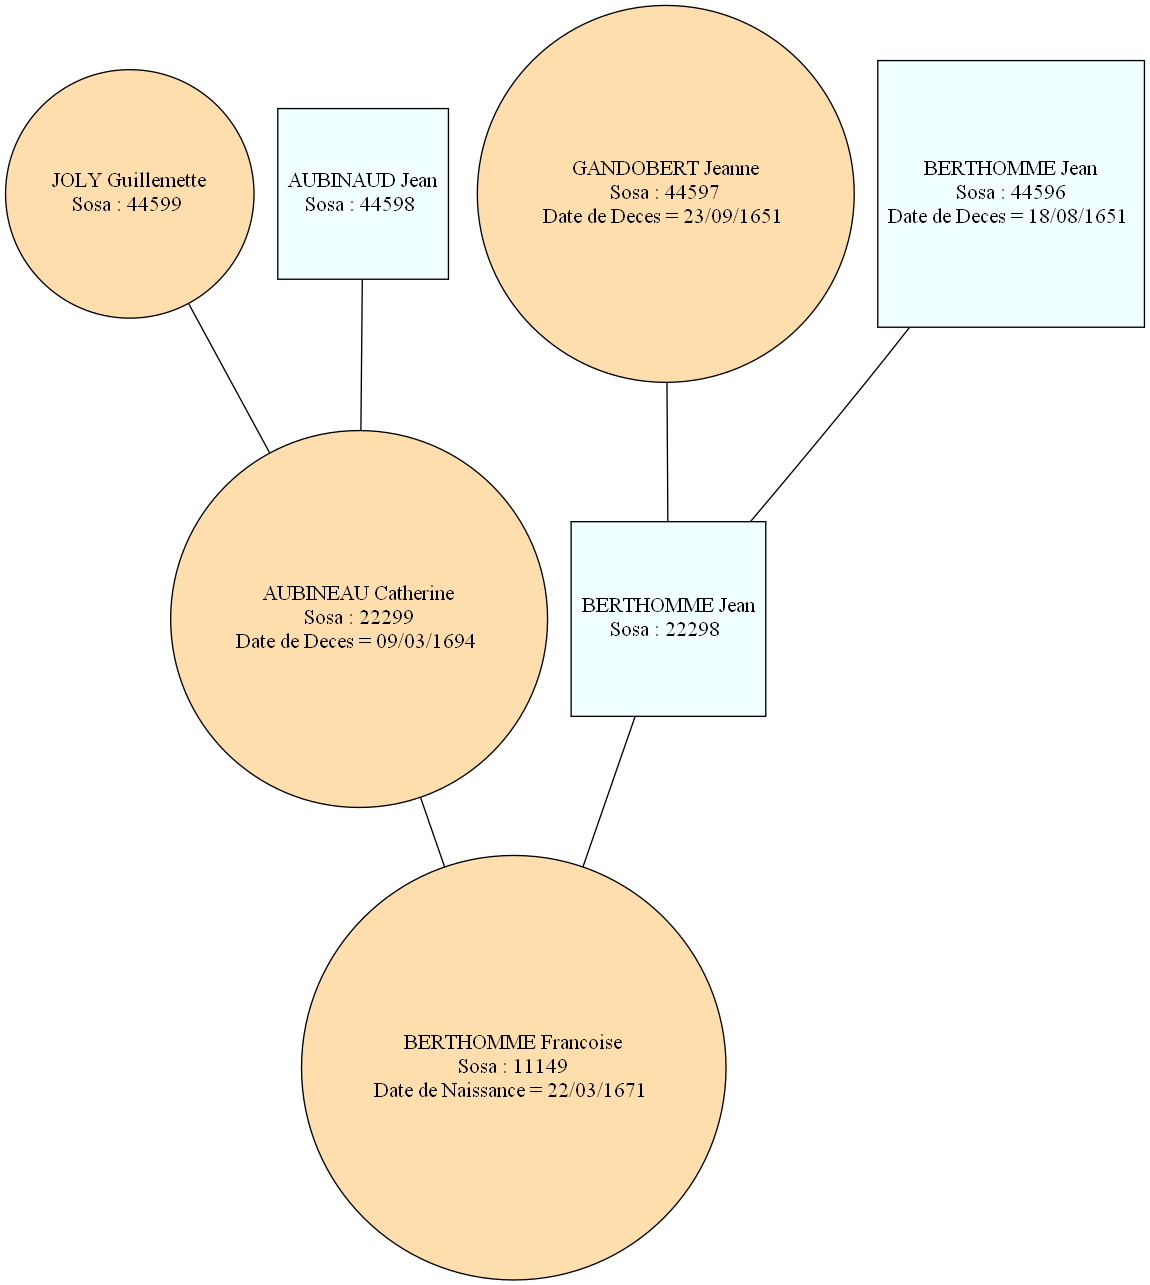 JOLY Guillemette
Sosa : 44599
AUBINAUD Jean
Sosa : 44598
GANDOBERT Jeanne
Sosa : 44597
Date de Deces = 23/09/1651
BERTHOMME Jean
Sosa : 44596
Date de Deces = 18/08/1651
AUBINEAU Catherine
Sosa : 22299
Date de Deces = 09/03/1694
BERTHOMME Jean
Sosa : 22298
BERTHOMME Francoise
Sosa : 11149
Date de Naissance = 22/03/1671